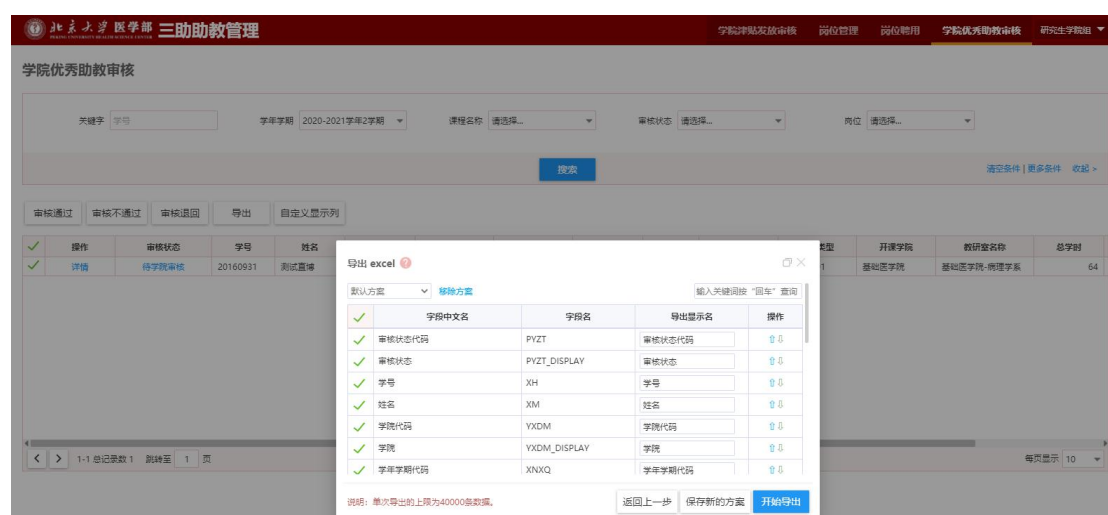 北京大学 医学部 三助助教管理
PEKING UNIVERSITY HEALTH SCIENCE CENTER
学院津贴发放审核 岗位管理 岗位聘用 学院优秀助教审核 研究生学院组
学院优秀助教审核
关键字 学号 学年学期 2020-2021学年2学期 课程名称 请选择... 审核状态 请选择... 岗位 请选择...
搜索 清空条件 | 更多条件 收起
审核通过 审核不通过 审核退回 导出 自定义显示列
操作 审核状态 学号 姓名 类型 开课学院 教研室名称 总学时
详情 待学院审核 20160931 测试直博 基础医学院 基础医学院-病理学系 64
导出 excel ?
默认方案 移除方案 输入关键词按 "回车" 查询
字段中文名 字段名 导出显示名 操作
审核状态代码 PYZT 审核状态代码
审核状态 PYZT_DISPLAY 审核状态
学号 XH 学号
姓名 XM 姓名
学院代码 YXDM 学院代码
学院 YXDM_DISPLAY 学院
学年学期代码 XNXQ 学年学期代码
1-1 总记录数 1 跳转至 1 页 每页显示 10
说明：单次导出的上限为40000条数据。 返回上一步 保存新的方案 开始导出